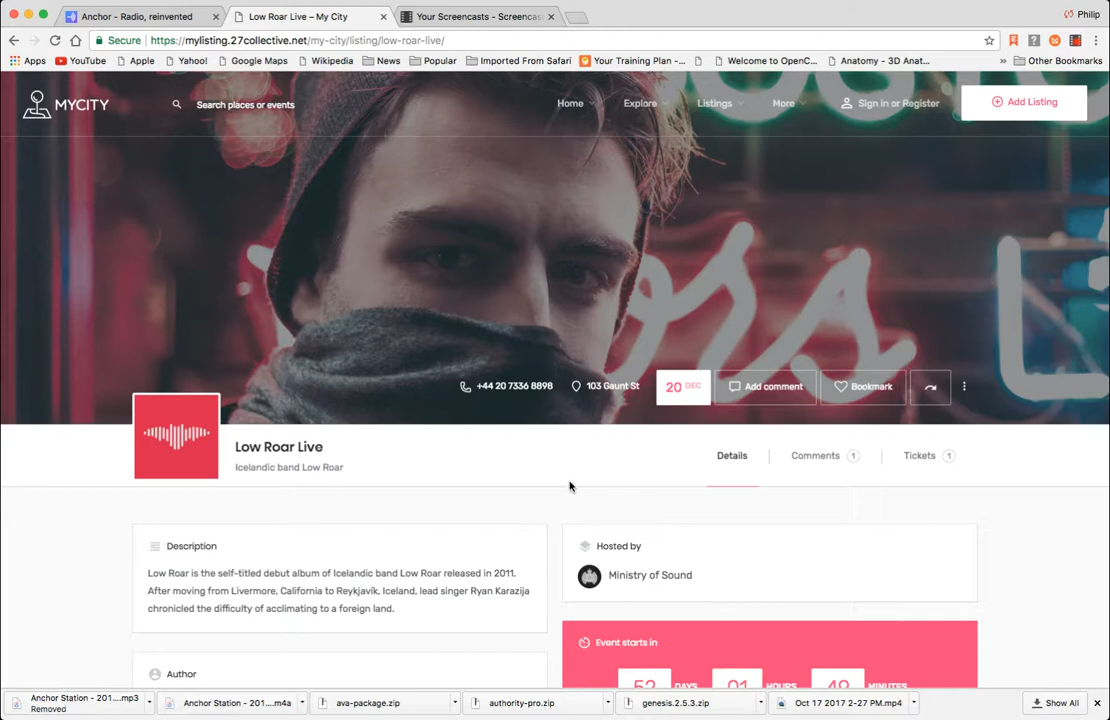 Anchor - Radio, reinvented
Low Roar Live – My City
Your Screencasts - Screencas
Philip
Secure
https://mylisting.27collective.net/my-city/listing/low-roar-live/
Apps
YouTube
Apple
Yahoo!
Google Maps
Wikipedia
News
Popular
Imported From Safari
Your Training Plan -...
Welcome to OpenC...
Anatomy - 3D Anat...
»
Other Bookmarks
MYCITY
Search places or events
Home
Explore
Listings
More
Sign in or Register
Add Listing
ors
+44 20 7336 8898
103 Gaunt St
20 DEC
Add comment
Bookmark
Low Roar Live
Icelandic band Low Roar
Details
Comments 1
Tickets 1
Description
Low Roar is the self-titled debut album of Icelandic band Low Roar released in 2011.
After moving from Livermore, California to Reykjavík, Iceland, lead singer Ryan Karazija
chronicled the difficulty of acclimating to a foreign land.
Hosted by
Ministry of Sound
Event starts in
52 DAYS 01 HOURS 49 MINUTES
Author
Anchor Station - 201....mp3
Removed
Anchor Station - 201....m4a
ava-package.zip
authority-pro.zip
genesis.2.5.3.zip
Oct 17 2017 2-27 PM.mp4
Show All